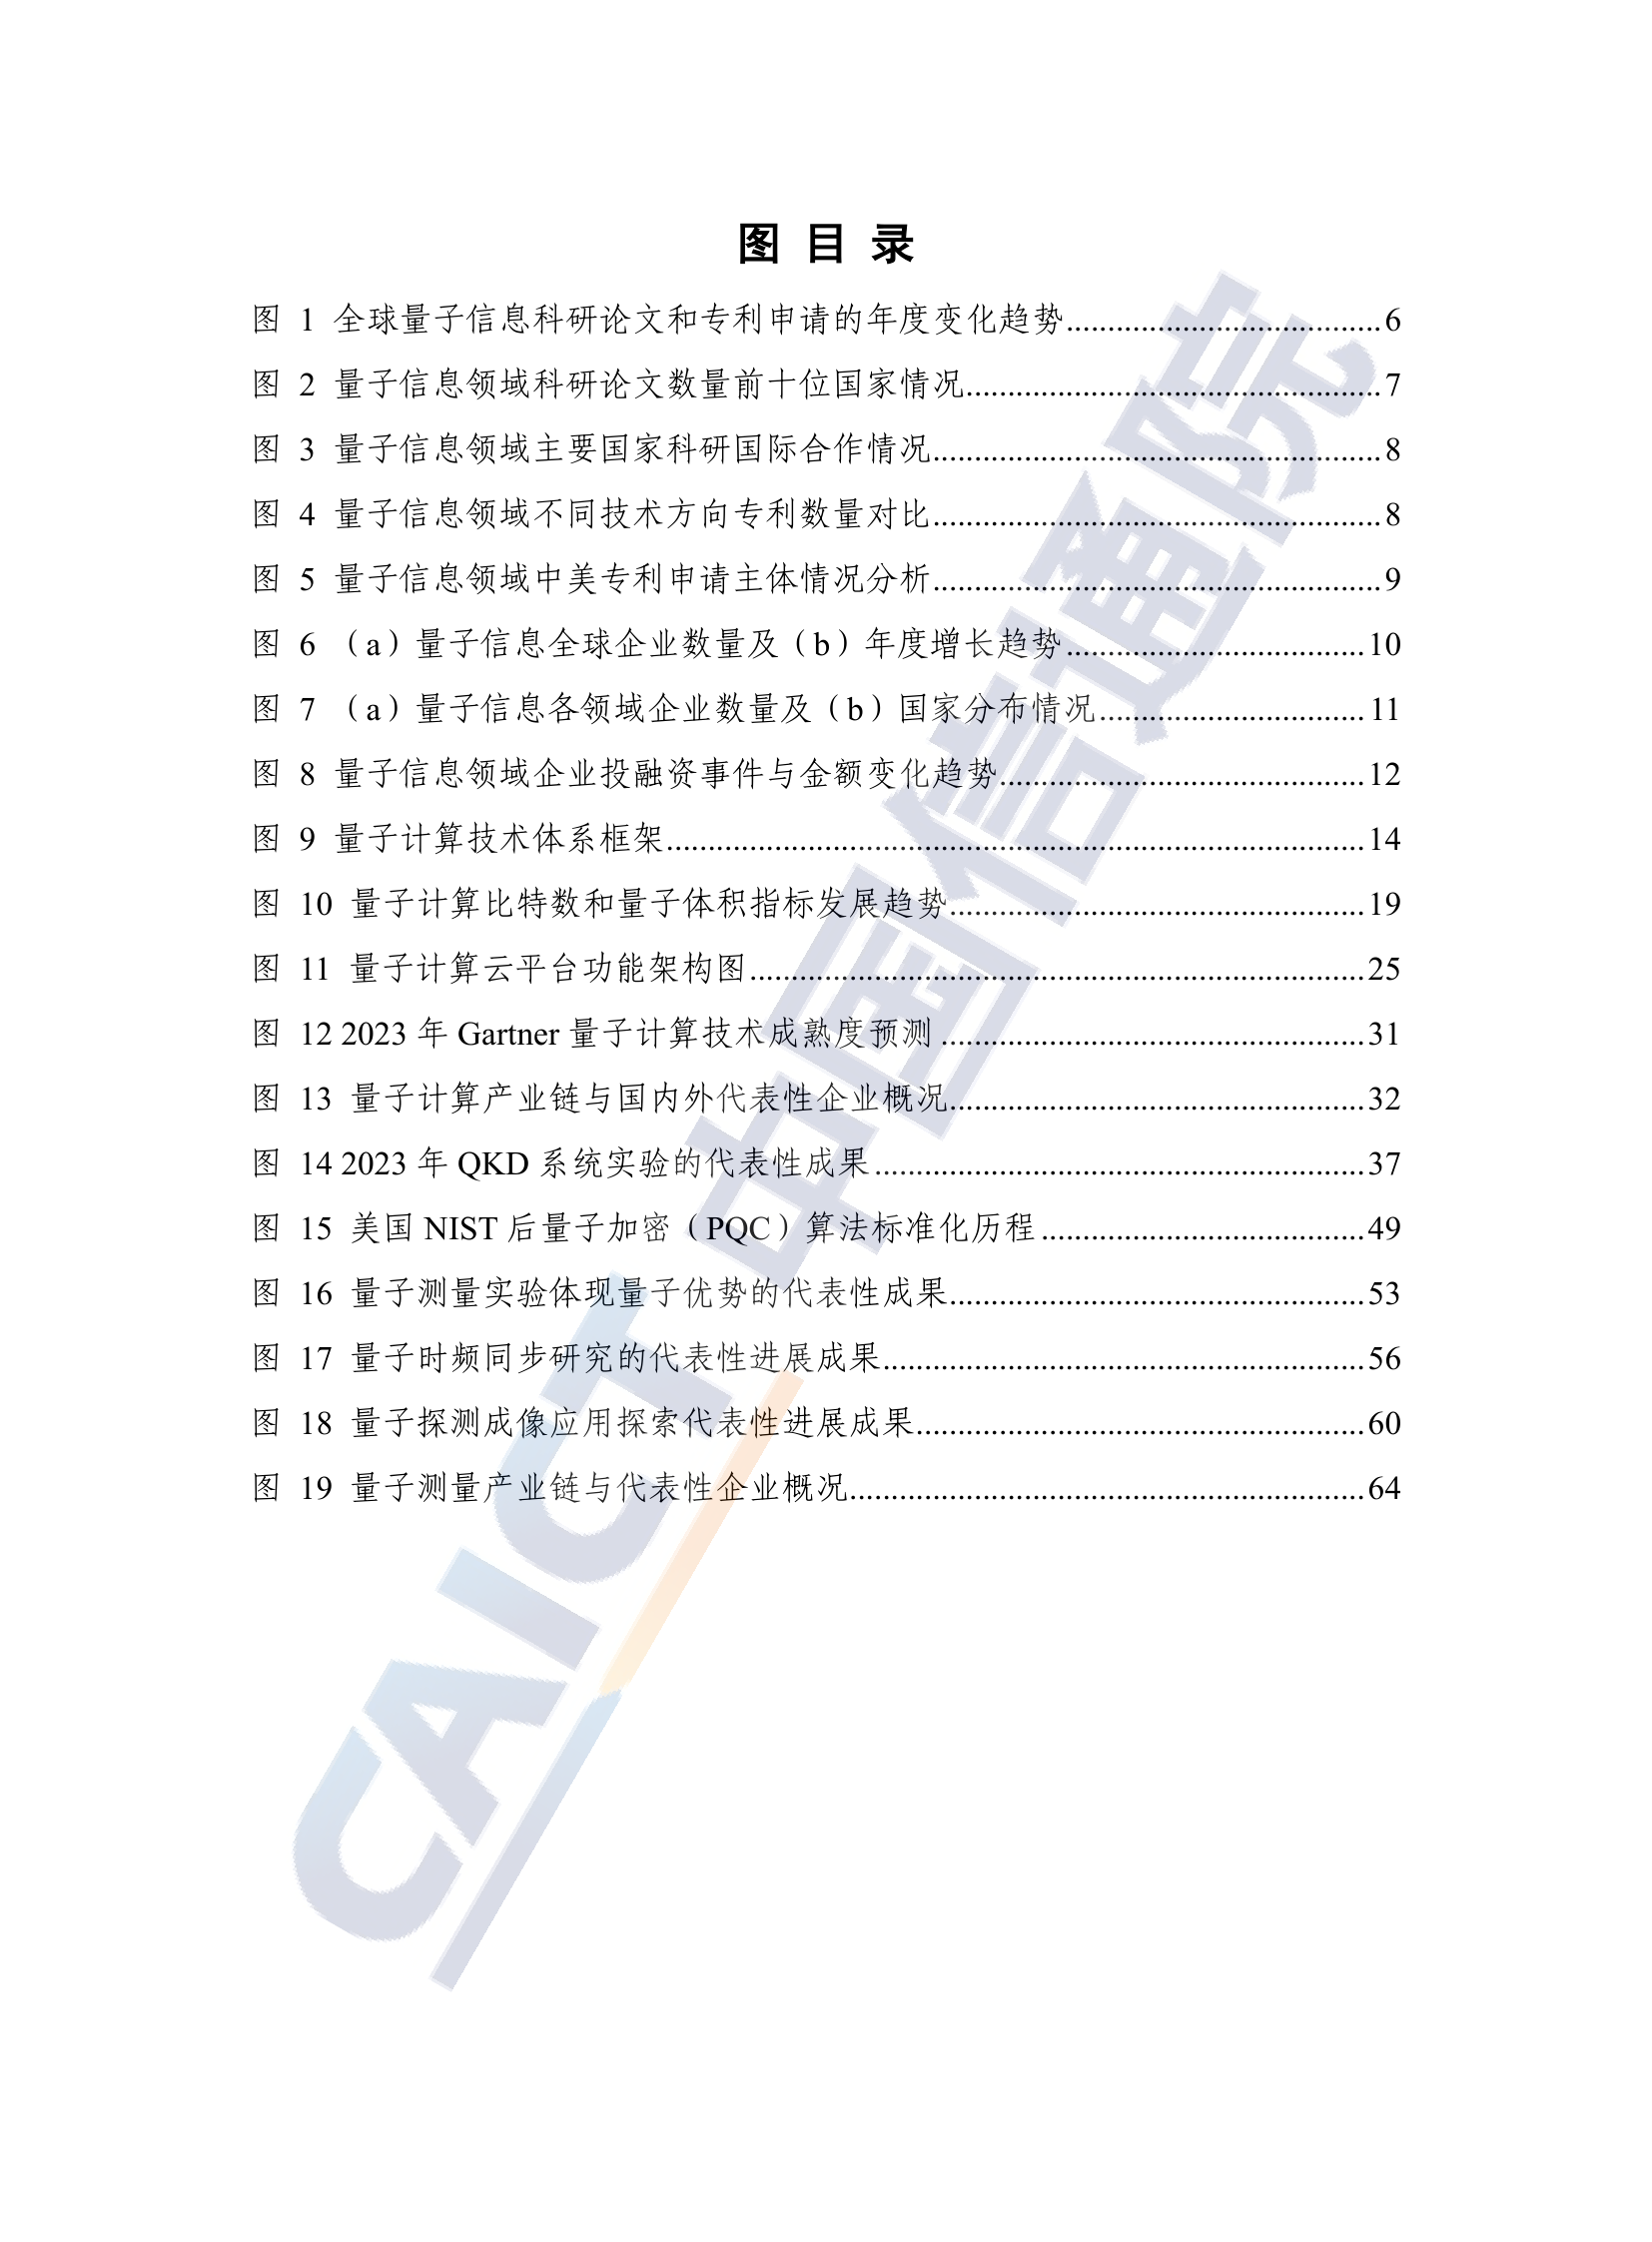 图 目 录
图 1 全球量子信息科研论文和专利申请的年度变化趋势......................................6
图 2 量子信息领域科研论文数量前十位国家情况..................................................7
图 3 量子信息领域主要国家科研国际合作情况......................................................8
图 4 量子信息领域不同技术方向专利数量对比......................................................8
图 5 量子信息领域中美专利申请主体情况分析......................................................9
图 6 （a）量子信息全球企业数量及（b）年度增长趋势....................................10
图 7 （a）量子信息各领域企业数量及（b）国家分布情况................................11
图 8 量子信息领域企业投融资事件与金额变化趋势............................................12
图 9 量子计算技术体系框架....................................................................................14
图 10 量子计算比特数和量子体积指标发展趋势..................................................19
图 11 量子计算云平台功能架构图..........................................................................25
图 12 2023 年 Gartner 量子计算技术成熟度预测...................................................31
图 13 量子计算产业链与国内外代表性企业概况..................................................32
图 14 2023 年 QKD 系统实验的代表性成果...........................................................37
图 15 美国 NIST 后量子加密（PQC）算法标准化历程.......................................49
图 16 量子测量实验体现量子优势的代表性成果..................................................53
图 17 量子时频同步研究的代表性进展成果..........................................................56
图 18 量子探测成像应用探索代表性进展成果......................................................60
图 19 量子测量产业链与代表性企业概况..............................................................64
CAICT 中国信通院